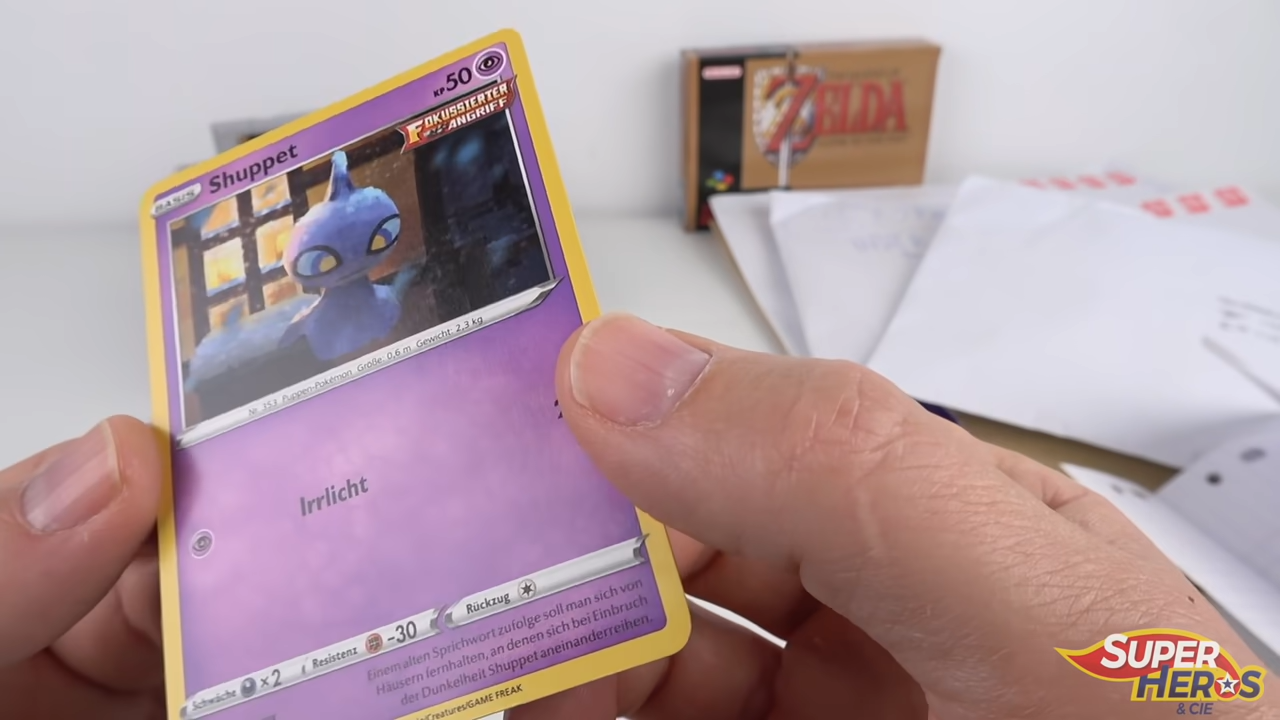 BASIS Shuppet KP 50
FOKUSSIERTER
ANGRIFF
Nr. 353 Puppen-Pokémon Größe: 0,6 m Gewicht: 2,3 kg
Irrlicht
Schwäche ×2 Resistenz -30 Rückzug
Einem alten Sprichwort zufolge soll man sich von
Häusern fernhalten, an denen sich bei Einbruch
der Dunkelheit Shuppet aneinanderreihen.
Creatures/GAME FREAK
Nintendo
ZELDA
SUPER
HEROS
& CIE